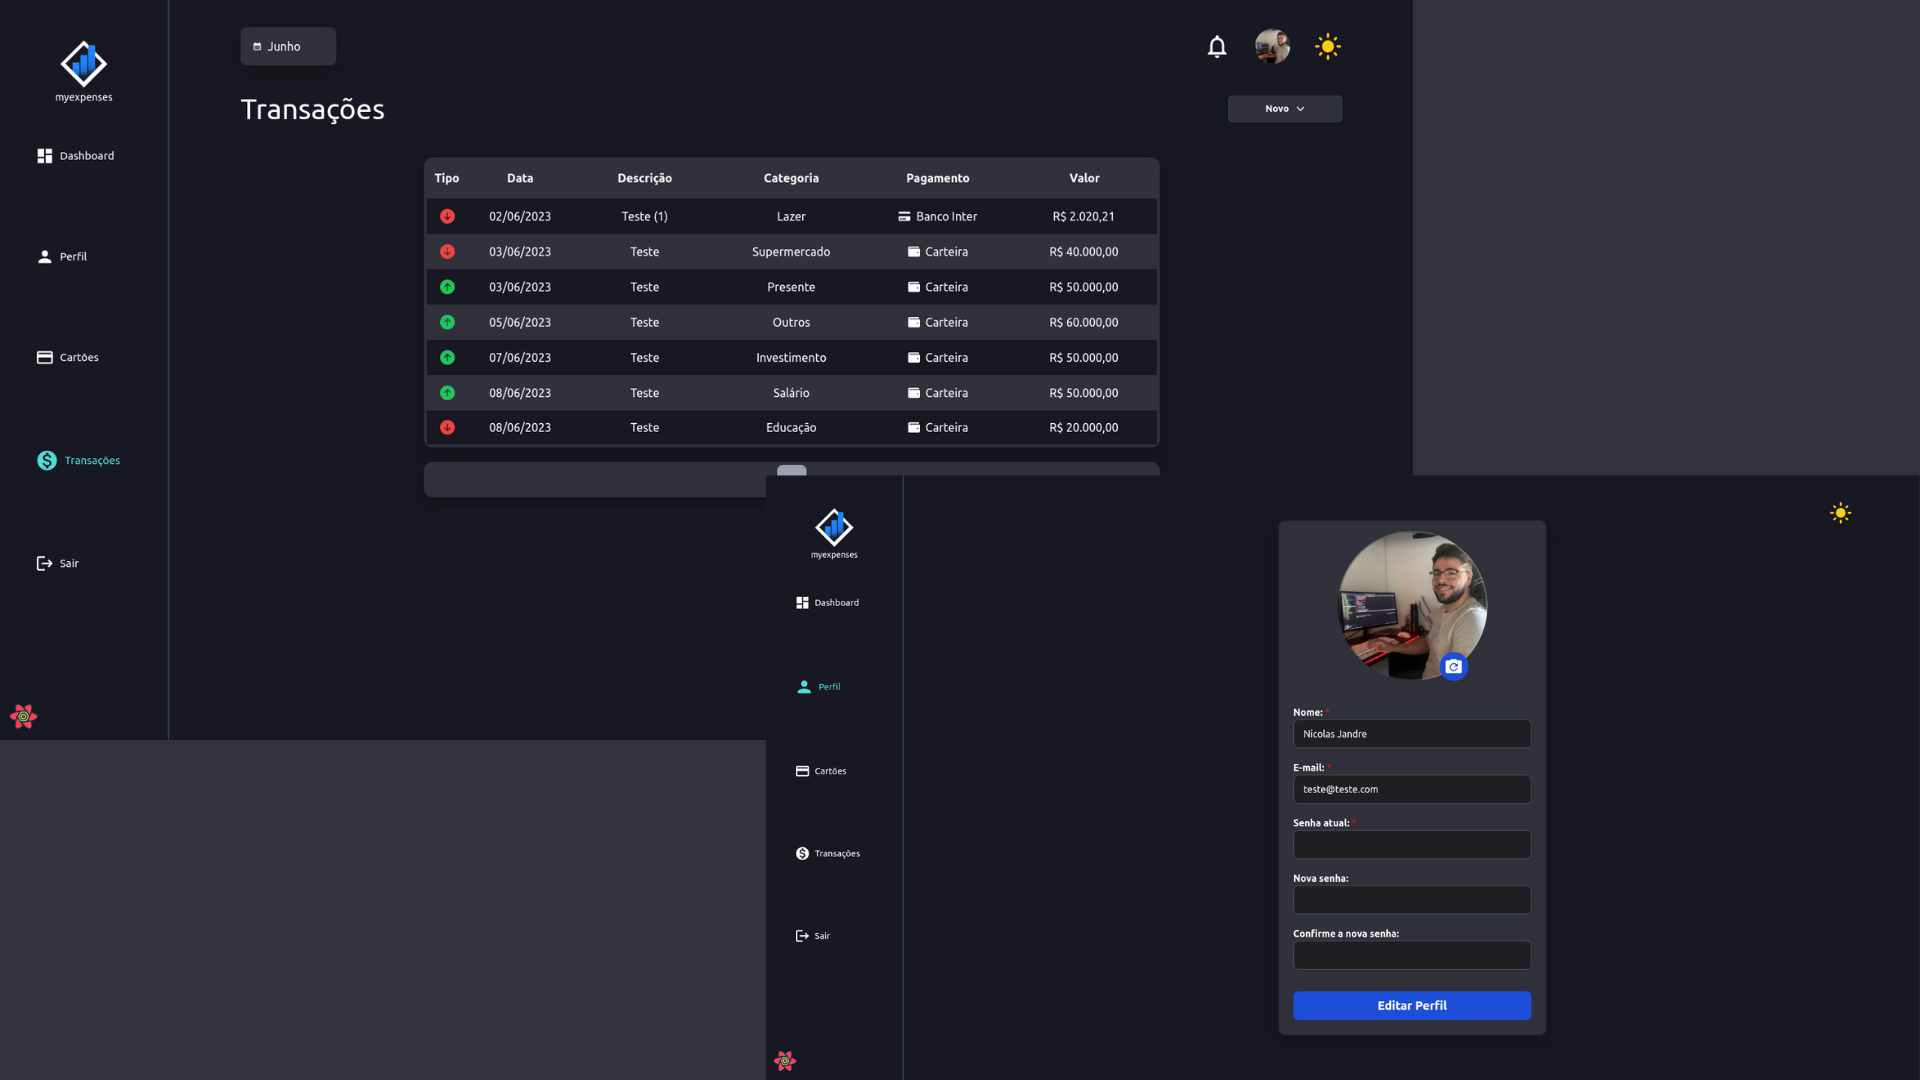 myexpenses
Dashboard
Perfil
Cartões
Transações
Sair
Junho
Transações
Novo
Tipo Data Descrição Categoria Pagamento Valor
02/06/2023 Teste (1) Lazer Banco Inter R$ 2.020,21
03/06/2023 Teste Supermercado Carteira R$ 40.000,00
03/06/2023 Teste Presente Carteira R$ 50.000,00
05/06/2023 Teste Outros Carteira R$ 60.000,00
07/06/2023 Teste Investimento Carteira R$ 50.000,00
08/06/2023 Teste Salário Carteira R$ 50.000,00
08/06/2023 Teste Educação Carteira R$ 20.000,00
myexpenses
Dashboard
Perfil
Cartões
Transações
Sair
Nome: *
Nicolas Jandre
E-mail: *
teste@teste.com
Senha atual: *
Nova senha:
Confirme a nova senha:
Editar Perfil